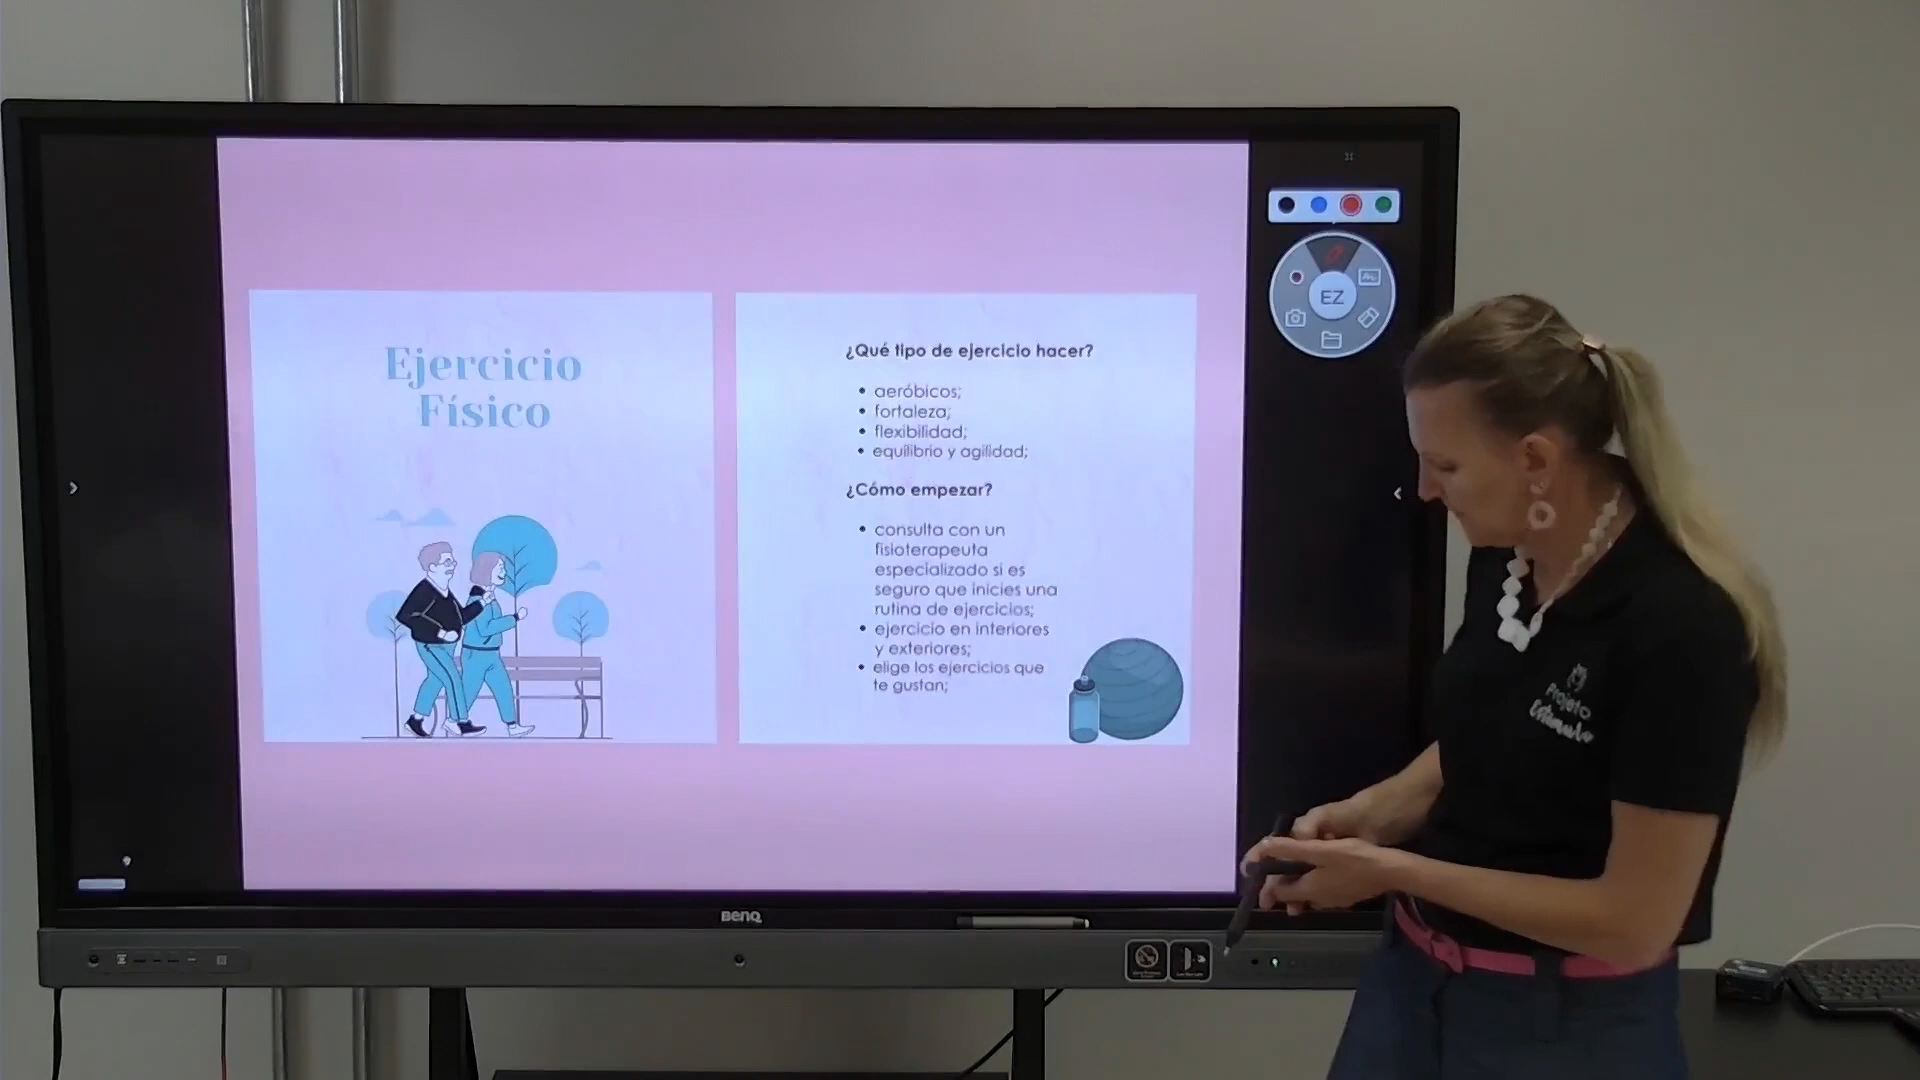 Ejercicio
Físico
¿Qué tipo de ejercicio hacer?
• aeróbicos;
• fortaleza;
• flexibilidad;
• equilibrio y agilidad;
¿Cómo empezar?
• consulta con un
fisioterapeuta
especializado si es
seguro que inicies una
rutina de ejercicios;
• ejercicio en interiores
y exteriores;
• elige los ejercicios que
te gustan;
EZ
BenQ
Projeto